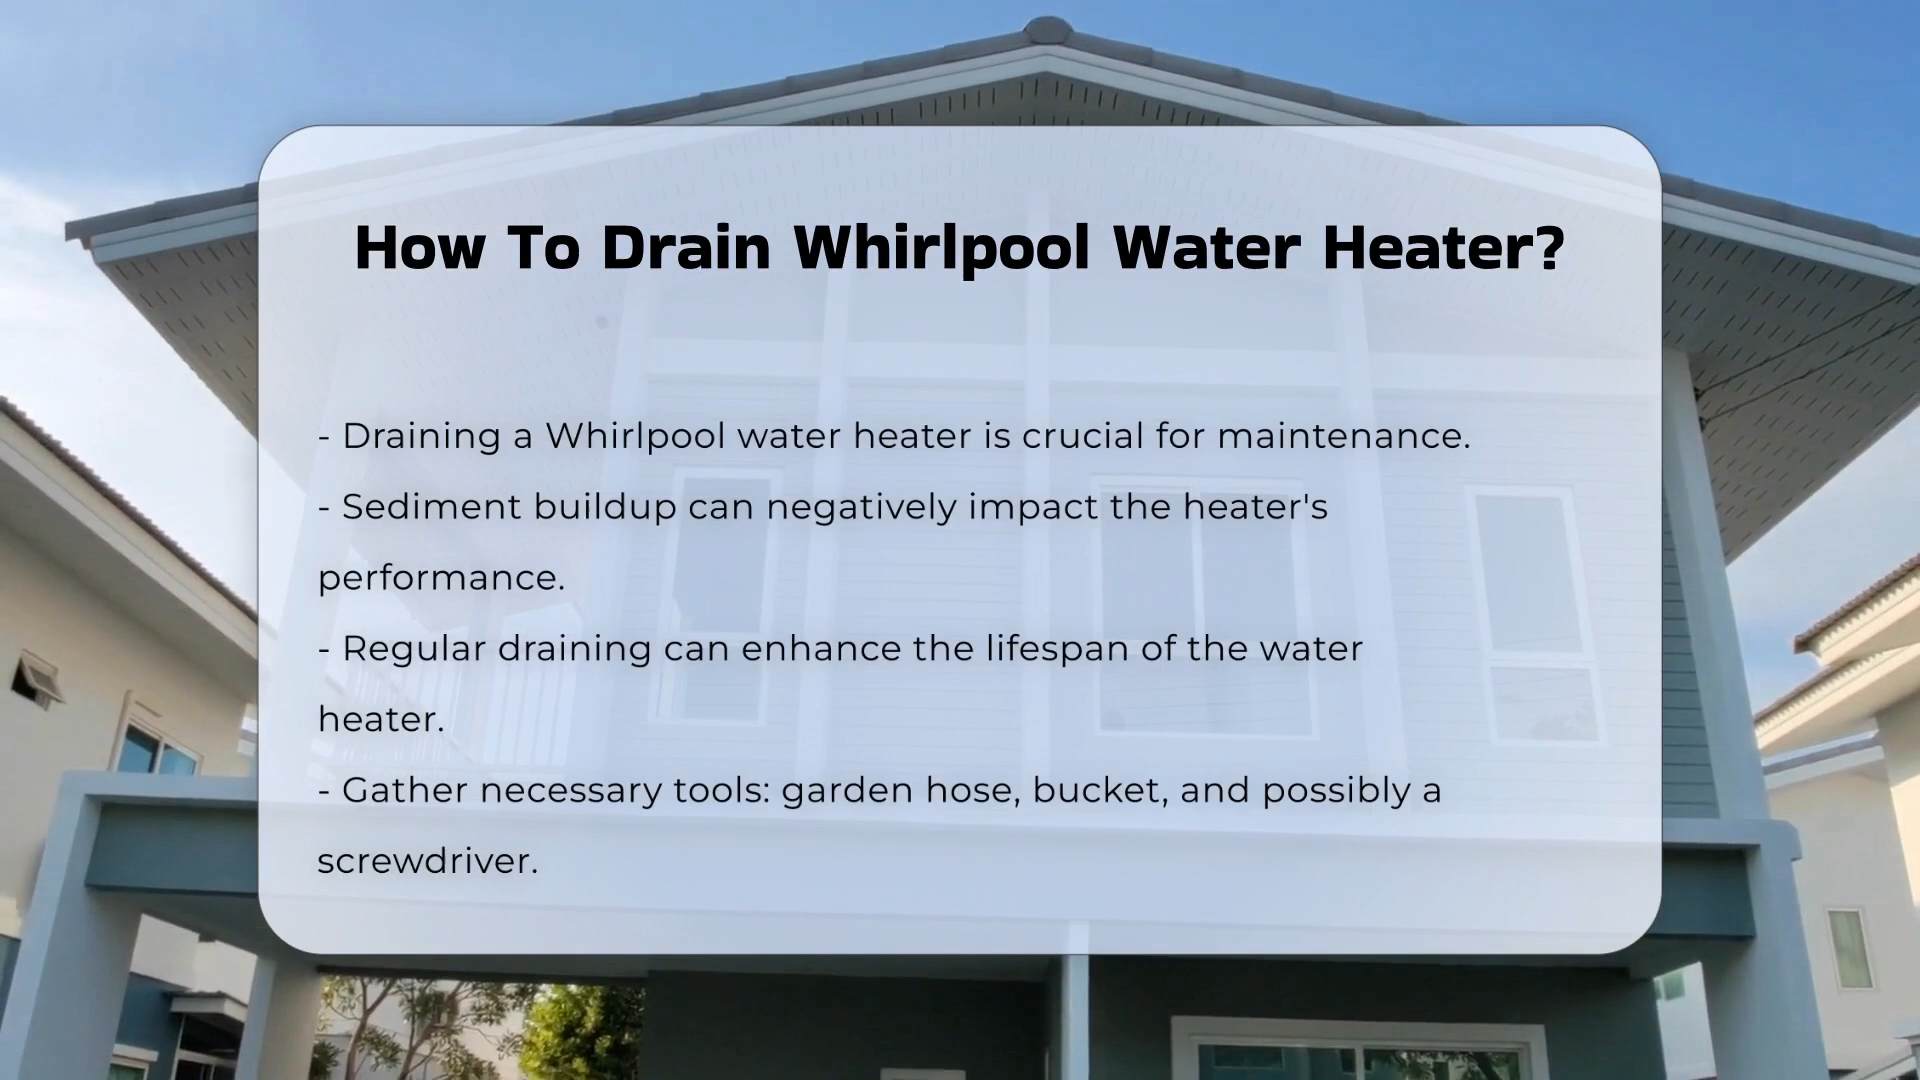 How To Drain Whirlpool Water Heater?
- Draining a Whirlpool water heater is crucial for maintenance.
- Sediment buildup can negatively impact the heater's
performance.
- Regular draining can enhance the lifespan of the water
heater.
- Gather necessary tools: garden hose, bucket, and possibly a
screwdriver.